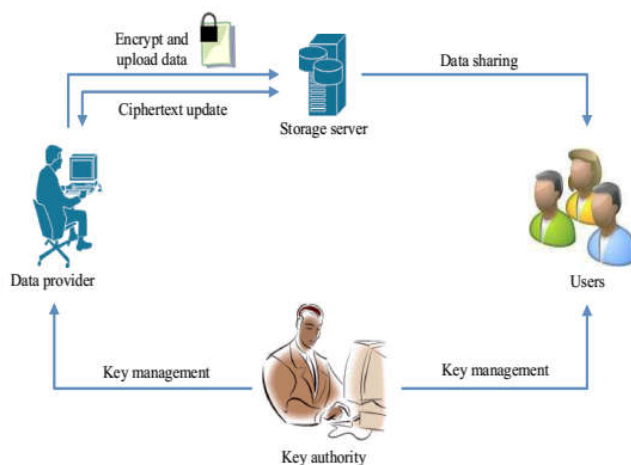 Encrypt and
upload data
Data sharing
Ciphertext update
Storage server
Data provider
Users
Key management
Key management
Key authority